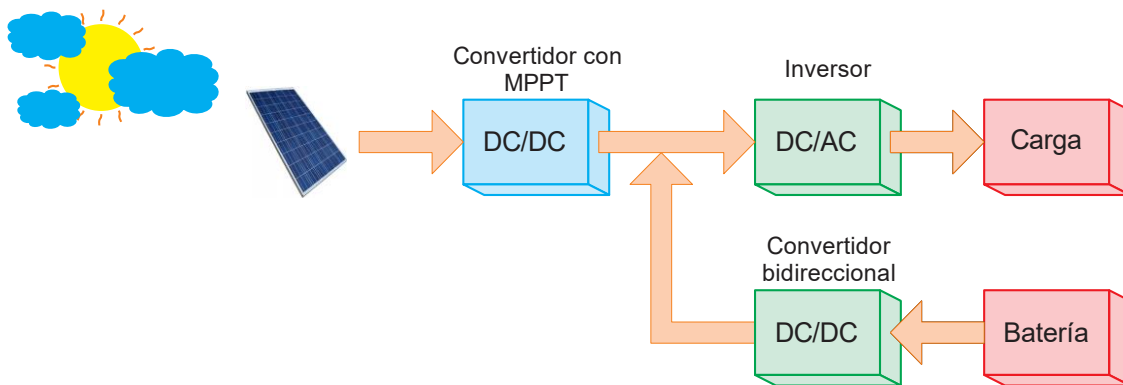 Convertidor con
MPPT
DC/DC
Inversor
DC/AC
Carga
Convertidor
bidireccional
DC/DC
Batería